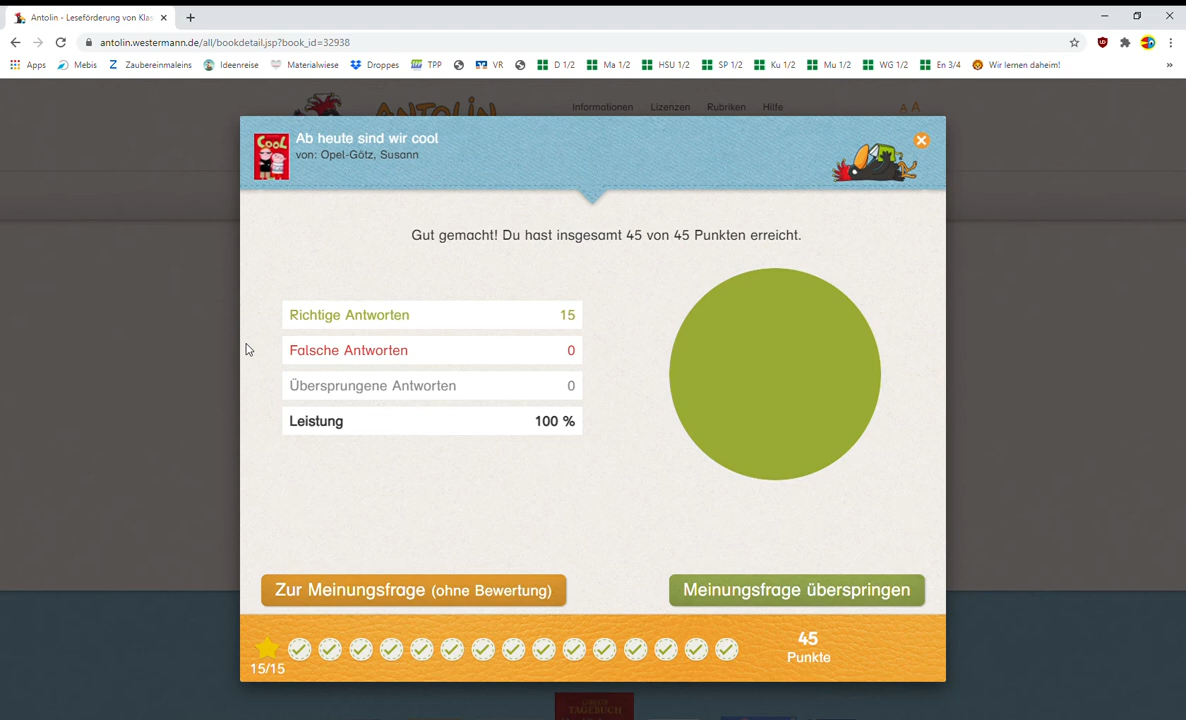 Antolin - Leseförderung von Klas
antolin.westermann.de/all/bookdetail.jsp?book_id=32938
Apps Mebis Zaubereinmaleins Ideenreise Materialwiese Droppes TPP VR D 1/2 Ma 1/2 HSU 1/2 SP 1/2 Ku 1/2 Mu 1/2 WG 1/2 En 3/4 Wir lernen daheim! »
ANTOLIN Informationen Lizenzen Rubriken Hilfe A A
COOL
Ab heute sind wir cool
von: Opel-Götz, Susann
Gut gemacht! Du hast insgesamt 45 von 45 Punkten erreicht.
Richtige Antworten 15
Falsche Antworten 0
Übersprungene Antworten 0
Leistung 100 %
Zur Meinungsfrage (ohne Bewertung) Meinungsfrage überspringen
15/15
45
Punkte
TAGEBUCH